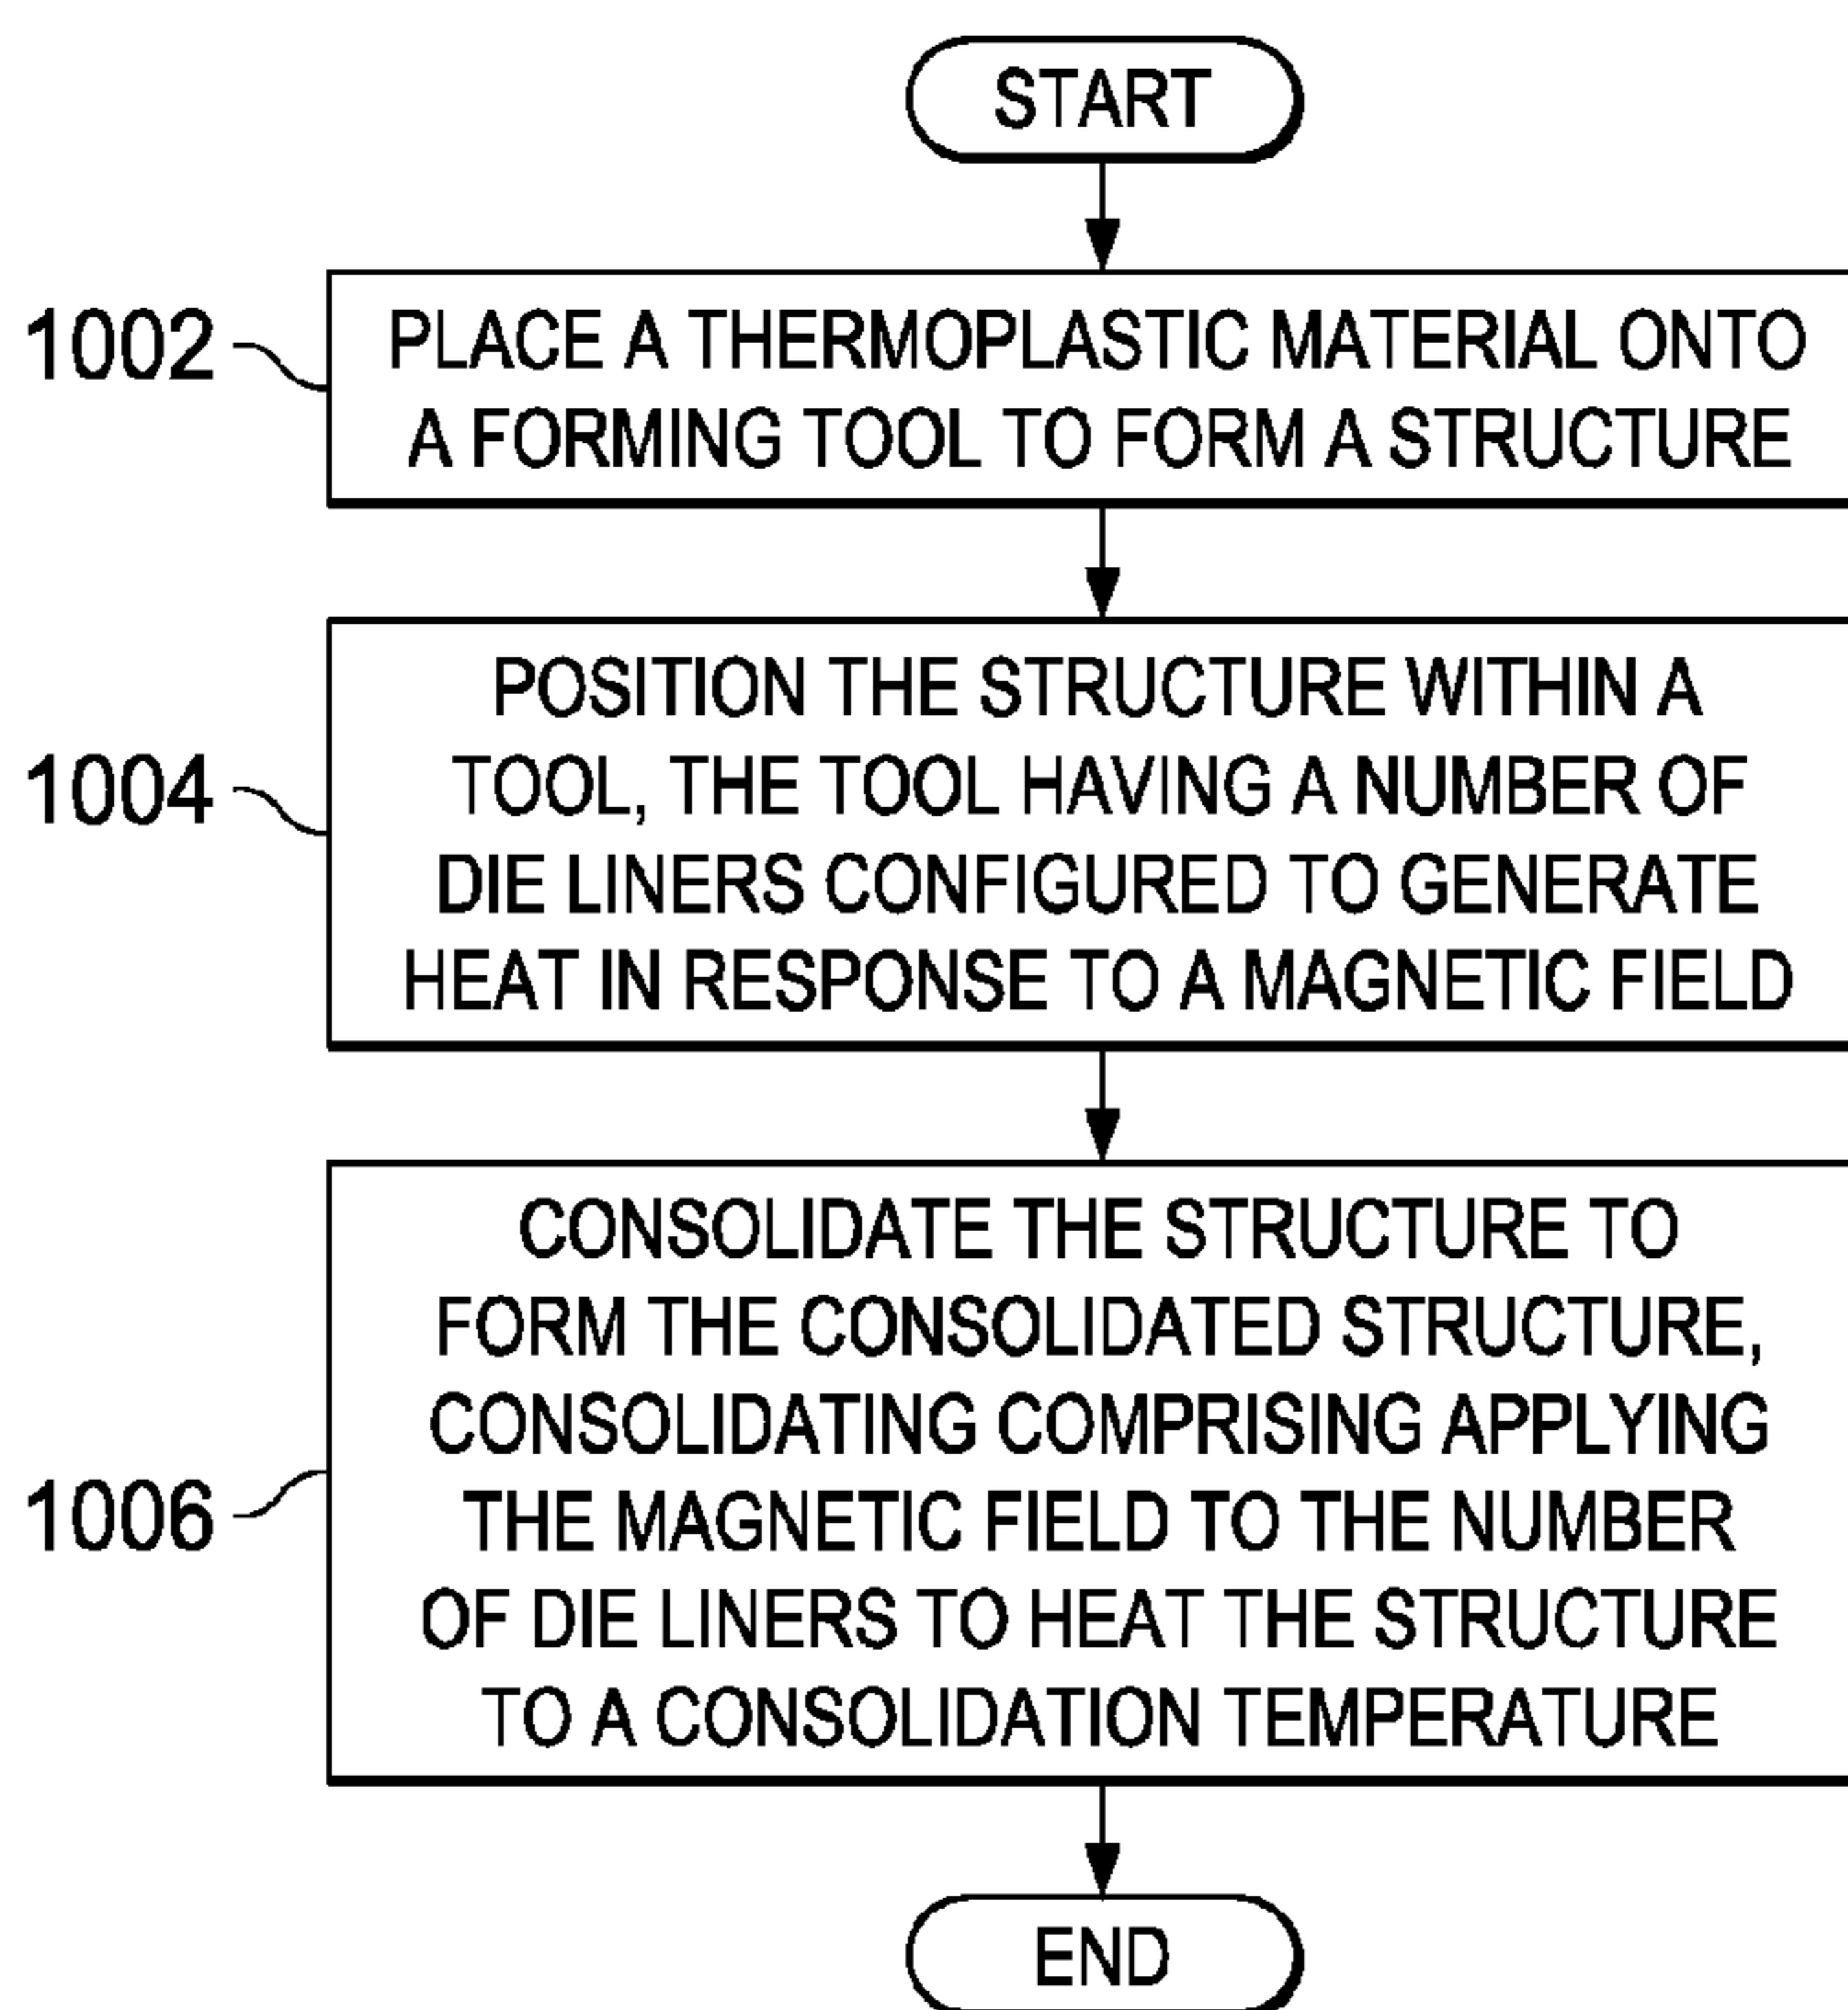 START
1002
PLACE A THERMOPLASTIC MATERIAL ONTO
A FORMING TOOL TO FORM A STRUCTURE
1004
POSITION THE STRUCTURE WITHIN A
TOOL, THE TOOL HAVING A NUMBER OF
DIE LINERS CONFIGURED TO GENERATE
HEAT IN RESPONSE TO A MAGNETIC FIELD
1006
CONSOLIDATE THE STRUCTURE TO
FORM THE CONSOLIDATED STRUCTURE,
CONSOLIDATING COMPRISING APPLYING
THE MAGNETIC FIELD TO THE NUMBER
OF DIE LINERS TO HEAT THE STRUCTURE
TO A CONSOLIDATION TEMPERATURE
END